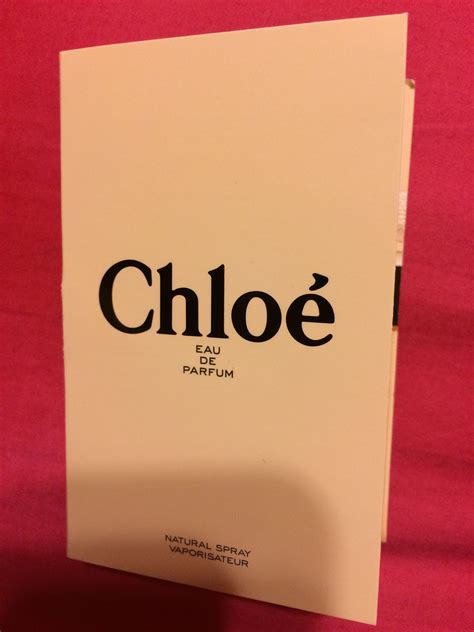 Chloé
EAU
DE
PARFUM
NATURAL SPRAY
VAPORISATEUR